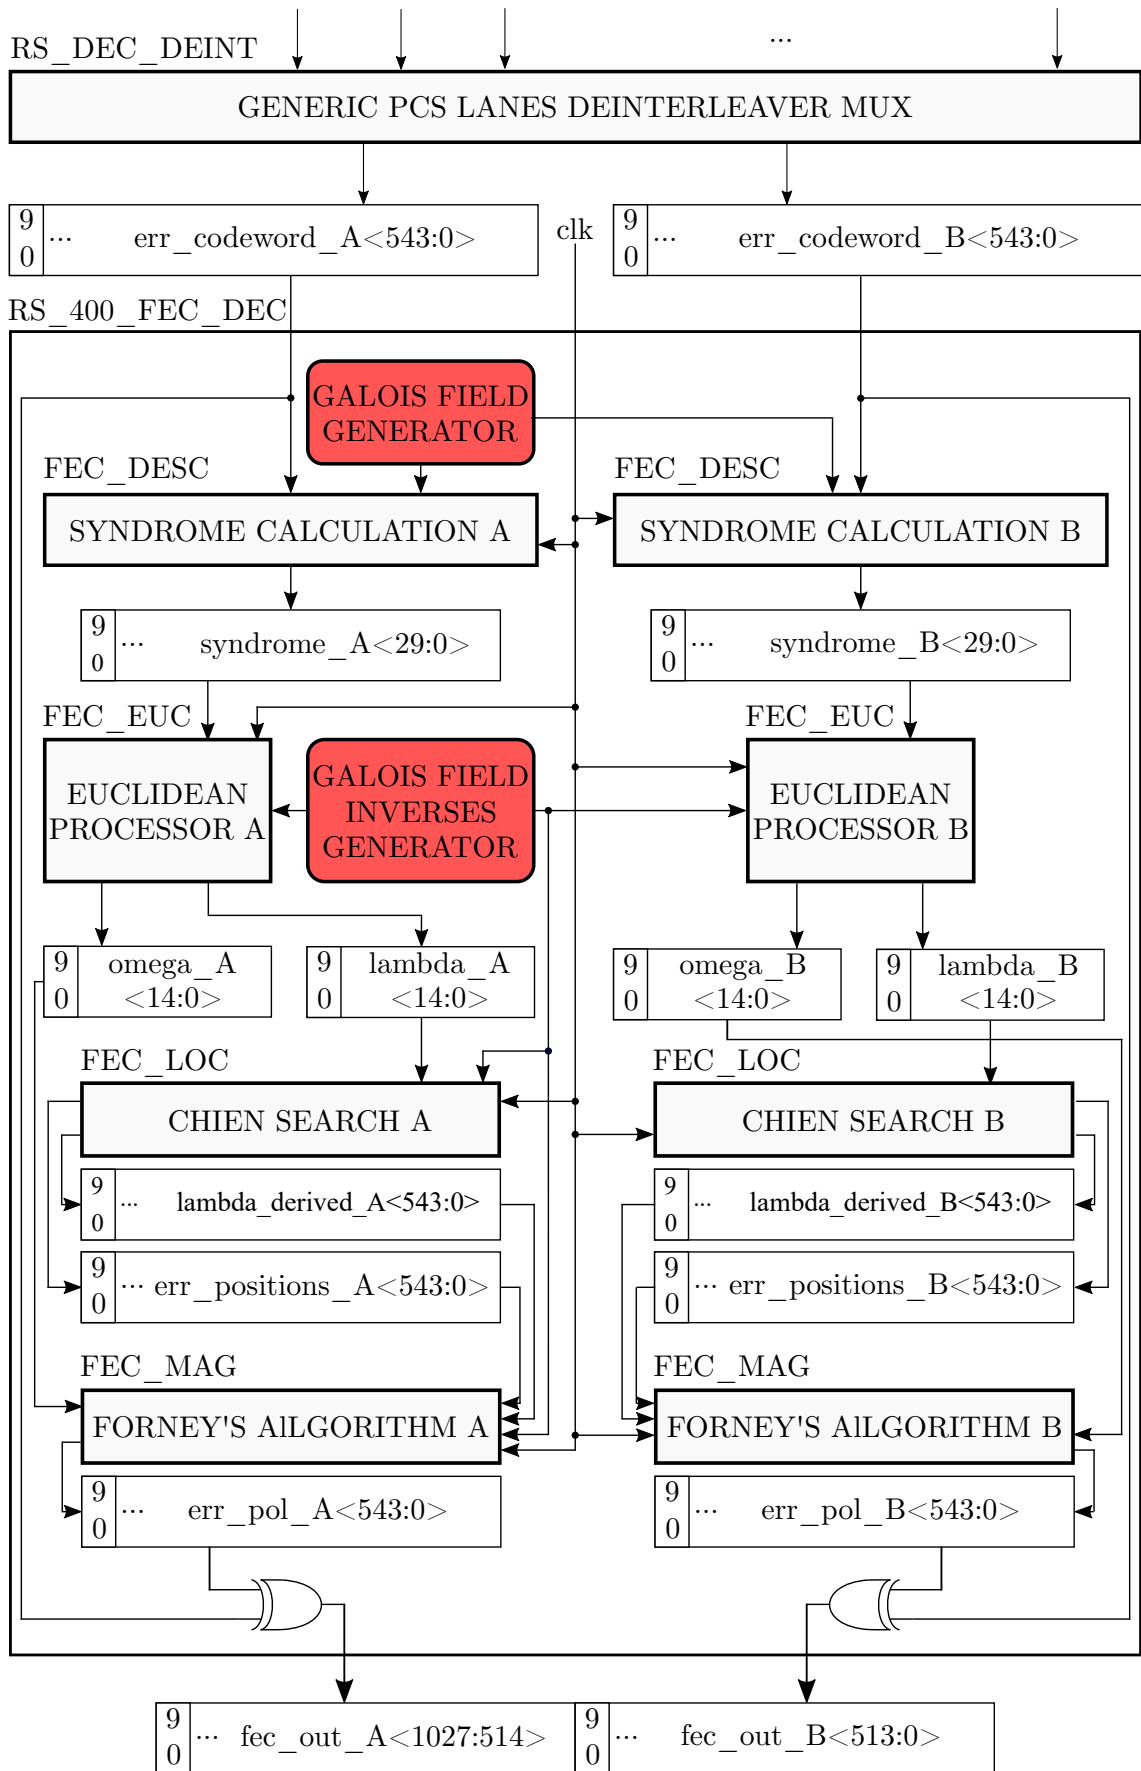 ...
RS_DEC_DEINT
GENERIC PCS LANES DEINTERLEAVER MUX
9
0
... err_codeword_A<543:0>
clk
9
0
... err_codeword_B<543:0>
RS_400_FEC_DEC
GALOIS FIELD
GENERATOR
FEC_DESC
FEC_DESC
SYNDROME CALCULATION A
SYNDROME CALCULATION B
9
0
... syndrome_A<29:0>
9
0
... syndrome_B<29:0>
FEC_EUC
FEC_EUC
EUCLIDEAN
PROCESSOR A
GALOIS FIELD
INVERSES
GENERATOR
EUCLIDEAN
PROCESSOR B
9
0
omega_A
<14:0>
9
0
lambda_A
<14:0>
9
0
omega_B
<14:0>
9
0
lambda_B
<14:0>
FEC_LOC
FEC_LOC
CHIEN SEARCH A
CHIEN SEARCH B
9
0
... lambda_derived_A<543:0>
9
0
... lambda_derived_B<543:0>
9
0
... err_positions_A<543:0>
9
0
... err_positions_B<543:0>
FEC_MAG
FEC_MAG
FORNEY'S AlLGORITHM A
FORNEY'S AlLGORITHM B
9
0
... err_pol_A<543:0>
9
0
... err_pol_B<543:0>
9
0
... fec_out_A<1027:514>
9
0
... fec_out_B<513:0>